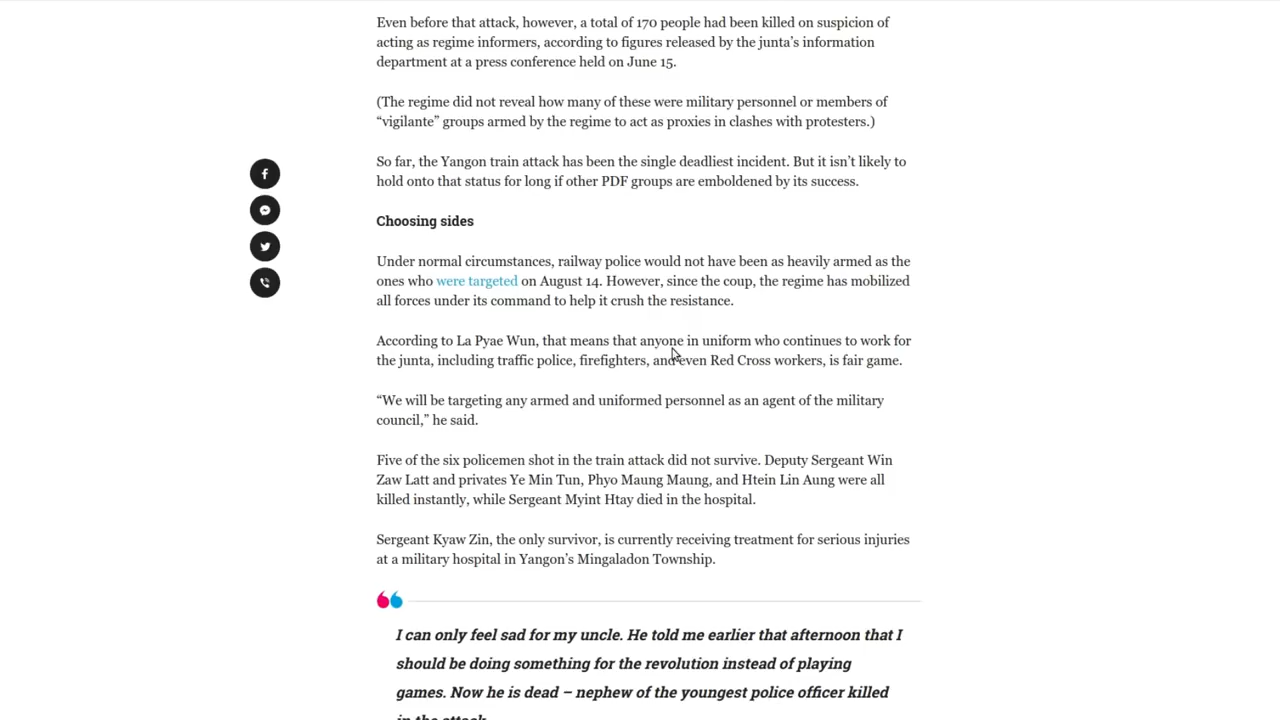 Even before that attack, however, a total of 170 people had been killed on suspicion of
acting as regime informers, according to figures released by the junta’s information
department at a press conference held on June 15.
(The regime did not reveal how many of these were military personnel or members of
“vigilante” groups armed by the regime to act as proxies in clashes with protesters.)
So far, the Yangon train attack has been the single deadliest incident. But it isn’t likely to
hold onto that status for long if other PDF groups are emboldened by its success.
Choosing sides
Under normal circumstances, railway police would not have been as heavily armed as the
ones who were targeted on August 14. However, since the coup, the regime has mobilized
all forces under its command to help it crush the resistance.
According to La Pyae Wun, that means that anyone in uniform who continues to work for
the junta, including traffic police, firefighters, and even Red Cross workers, is fair game.
“We will be targeting any armed and uniformed personnel as an agent of the military
council,” he said.
Five of the six policemen shot in the train attack did not survive. Deputy Sergeant Win
Zaw Latt and privates Ye Min Tun, Phyo Maung Maung, and Htein Lin Aung were all
killed instantly, while Sergeant Myint Htay died in the hospital.
Sergeant Kyaw Zin, the only survivor, is currently receiving treatment for serious injuries
at a military hospital in Yangon’s Mingaladon Township.
I can only feel sad for my uncle. He told me earlier that afternoon that I
should be doing something for the revolution instead of playing
games. Now he is dead – nephew of the youngest police officer killed
in the attack